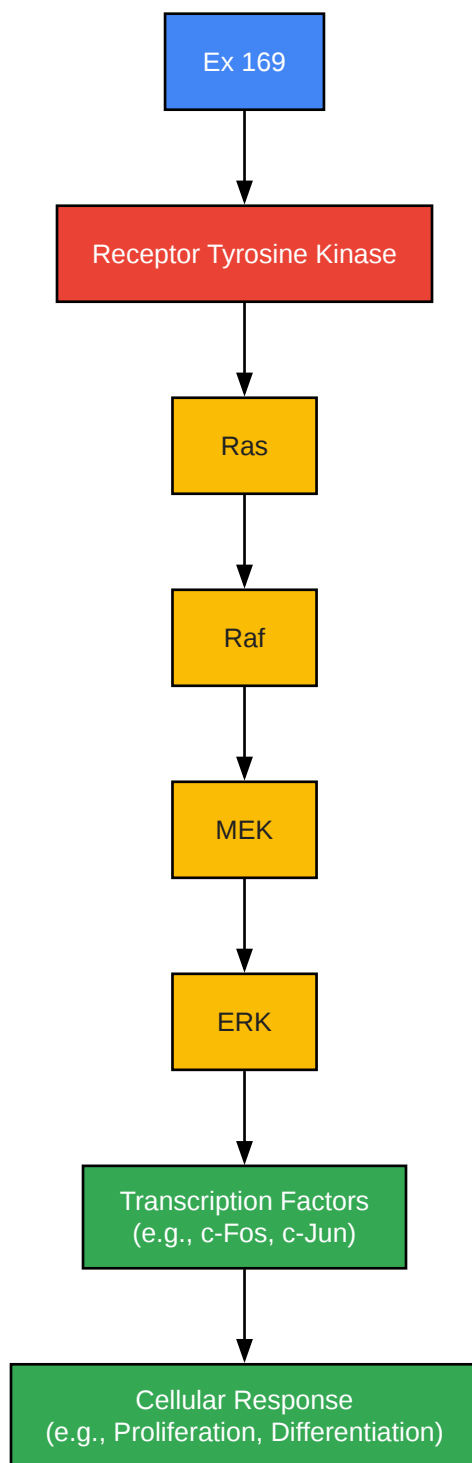 Ex 169
Receptor Tyrosine Kinase
Ras
Raf
MEK
ERK
Transcription Factors
(e.g., c-Fos, c-Jun)
Cellular Response
(e.g., Proliferation, Differentiation)